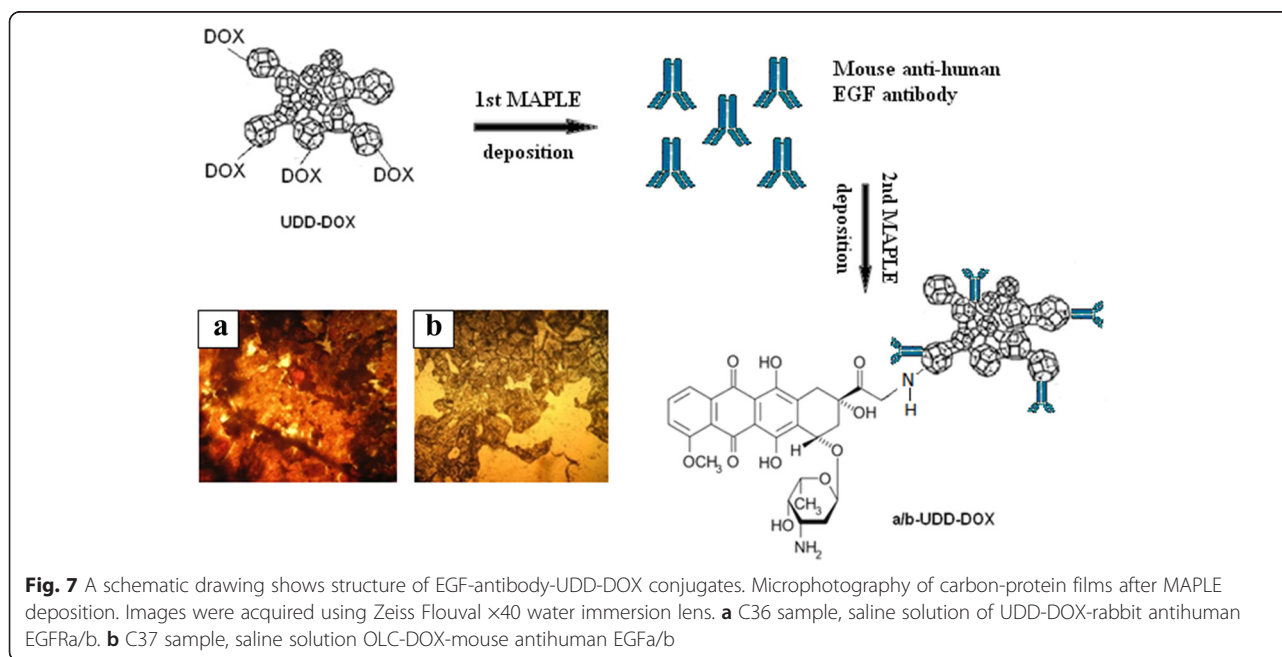 DOX
DOX
DOX
DOX
UDD-DOX
1st MAPLE
deposition
Mouse anti-human
EGF antibody
2nd MAPLE
deposition
a
b
O
HO
O
N
H
OH
H
O
OCH3
O
HO
O
CH3
HO
NH2
a/b-UDD-DOX
Fig. 7 A schematic drawing shows structure of EGF-antibody-UDD-DOX conjugates. Microphotography of carbon-protein films after MAPLE
deposition. Images were acquired using Zeiss Flouval ×40 water immersion lens. a C36 sample, saline solution of UDD-DOX-rabbit antihuman
EGFRa/b. b C37 sample, saline solution OLC-DOX-mouse antihuman EGFa/b